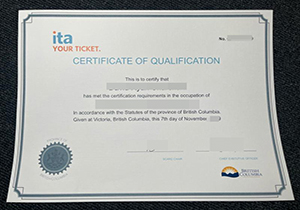 ita
YOUR TICKET.
No.
CERTIFICATE OF QUALIFICATION
This is to certify that
has met the certification requirements in the occupation of
In accordance with the Statutes of the province of British Columbia.
Given at Victoria, British Columbia, this 7th day of November
BRITISH
COLUMBIA